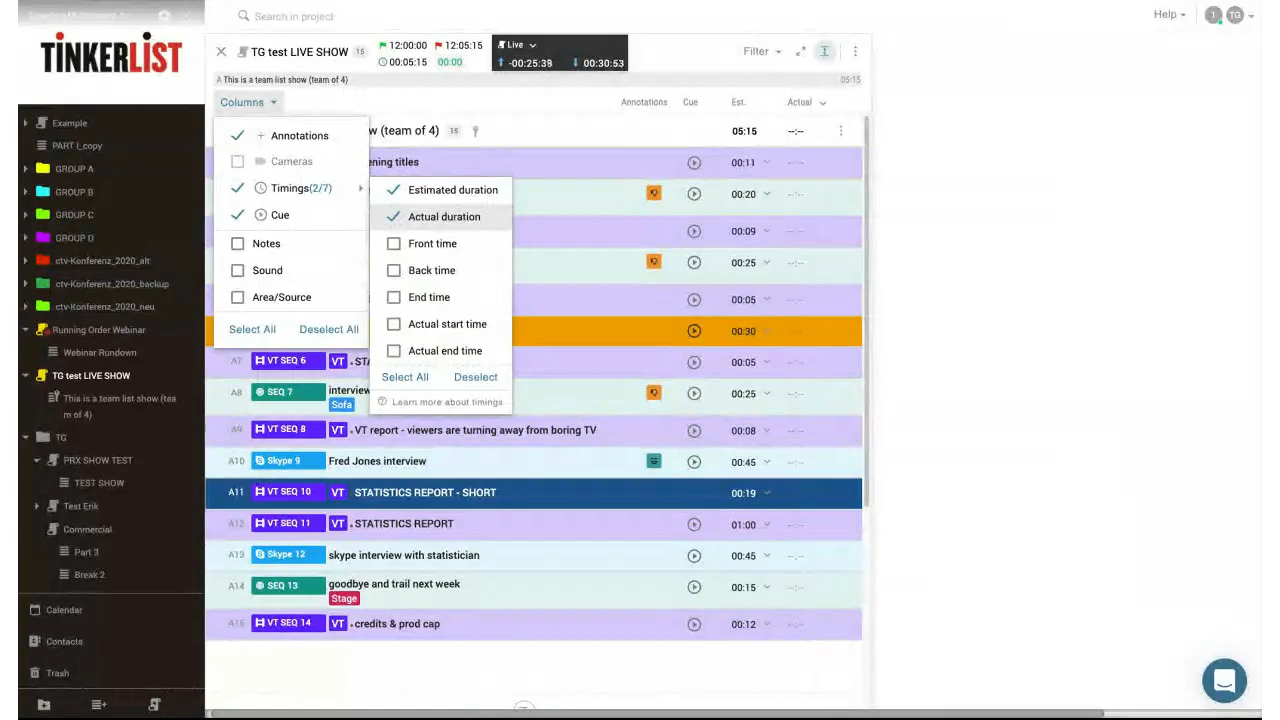 Search in project
Help
1
TG
TINKERLIST
TG test LIVE SHOW 15
12:00:00 12:05:15
00:05:15 00:00
Live
-00:25:39 00:30:53
Filter
A This is a team list show (team of 4) 05:15
Columns
Annotations Cue Est. Actual
Example
PART I_copy
GROUP A
GROUP B
GROUP C
GROUP D
ctv-Konferenz_2020_alt
ctv-Konferenz_2020_backup
ctv-Konferenz_2020_neu
Running Order Webinar
Webinar Rundown
TG test LIVE SHOW
This is a team list show (tea
m of 4)
TG
PRX SHOW TEST
TEST SHOW
Test Erik
Commercial
Part 3
Break 2
Calendar
Contacts
Trash
Annotations
Cameras
Timings(2/7)
Cue
Notes
Sound
Area/Source
Select All Deselect All
Estimated duration
Actual duration
Front time
Back time
End time
Actual start time
Actual end time
Select All Deselect
Learn more about timings
w (team of 4) 15 05:15 --:--
ening titles 00:11
00:20 --:--
00:09 --:--
00:25 --:--
00:05 --:--
00:30 --:--
A7 VT SEQ 6 VT STA 00:05 --:--
A8 SEQ 7 interview 00:25 --:--
Sofa
A9 VT SEQ 8 VT VT report - viewers are turning away from boring TV 00:08 --:--
A10 Skype 9 Fred Jones interview 00:45 --:--
A11 VT SEQ 10 VT STATISTICS REPORT - SHORT 00:19
A12 VT SEQ 11 VT STATISTICS REPORT 01:00 --:--
A13 Skype 12 skype interview with statistician 00:45 --:--
A14 SEQ 13 goodbye and trail next week 00:15 --:--
Stage
A15 VT SEQ 14 VT credits & prod cap 00:12 --:--